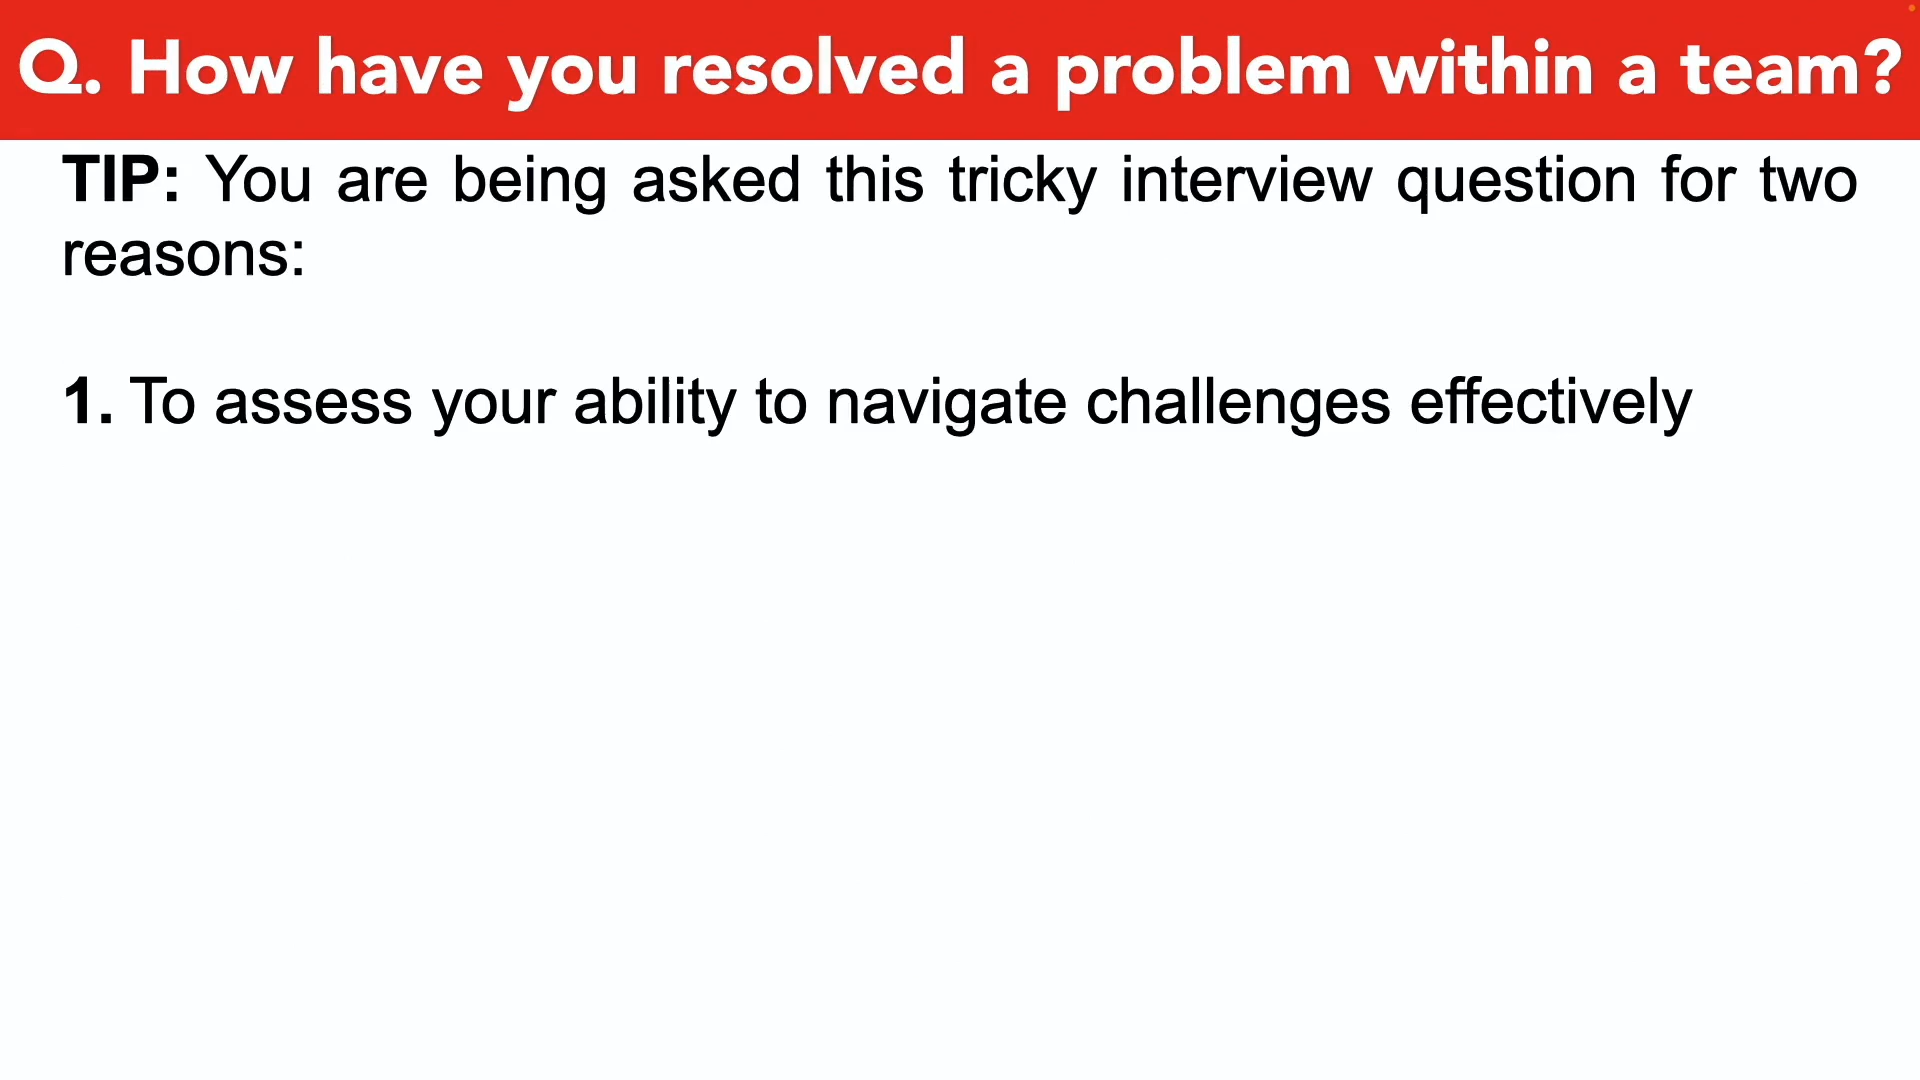 Q. How have you resolved a problem within a team?
TIP: You are being asked this tricky interview question for two
reasons:
1. To assess your ability to navigate challenges effectively